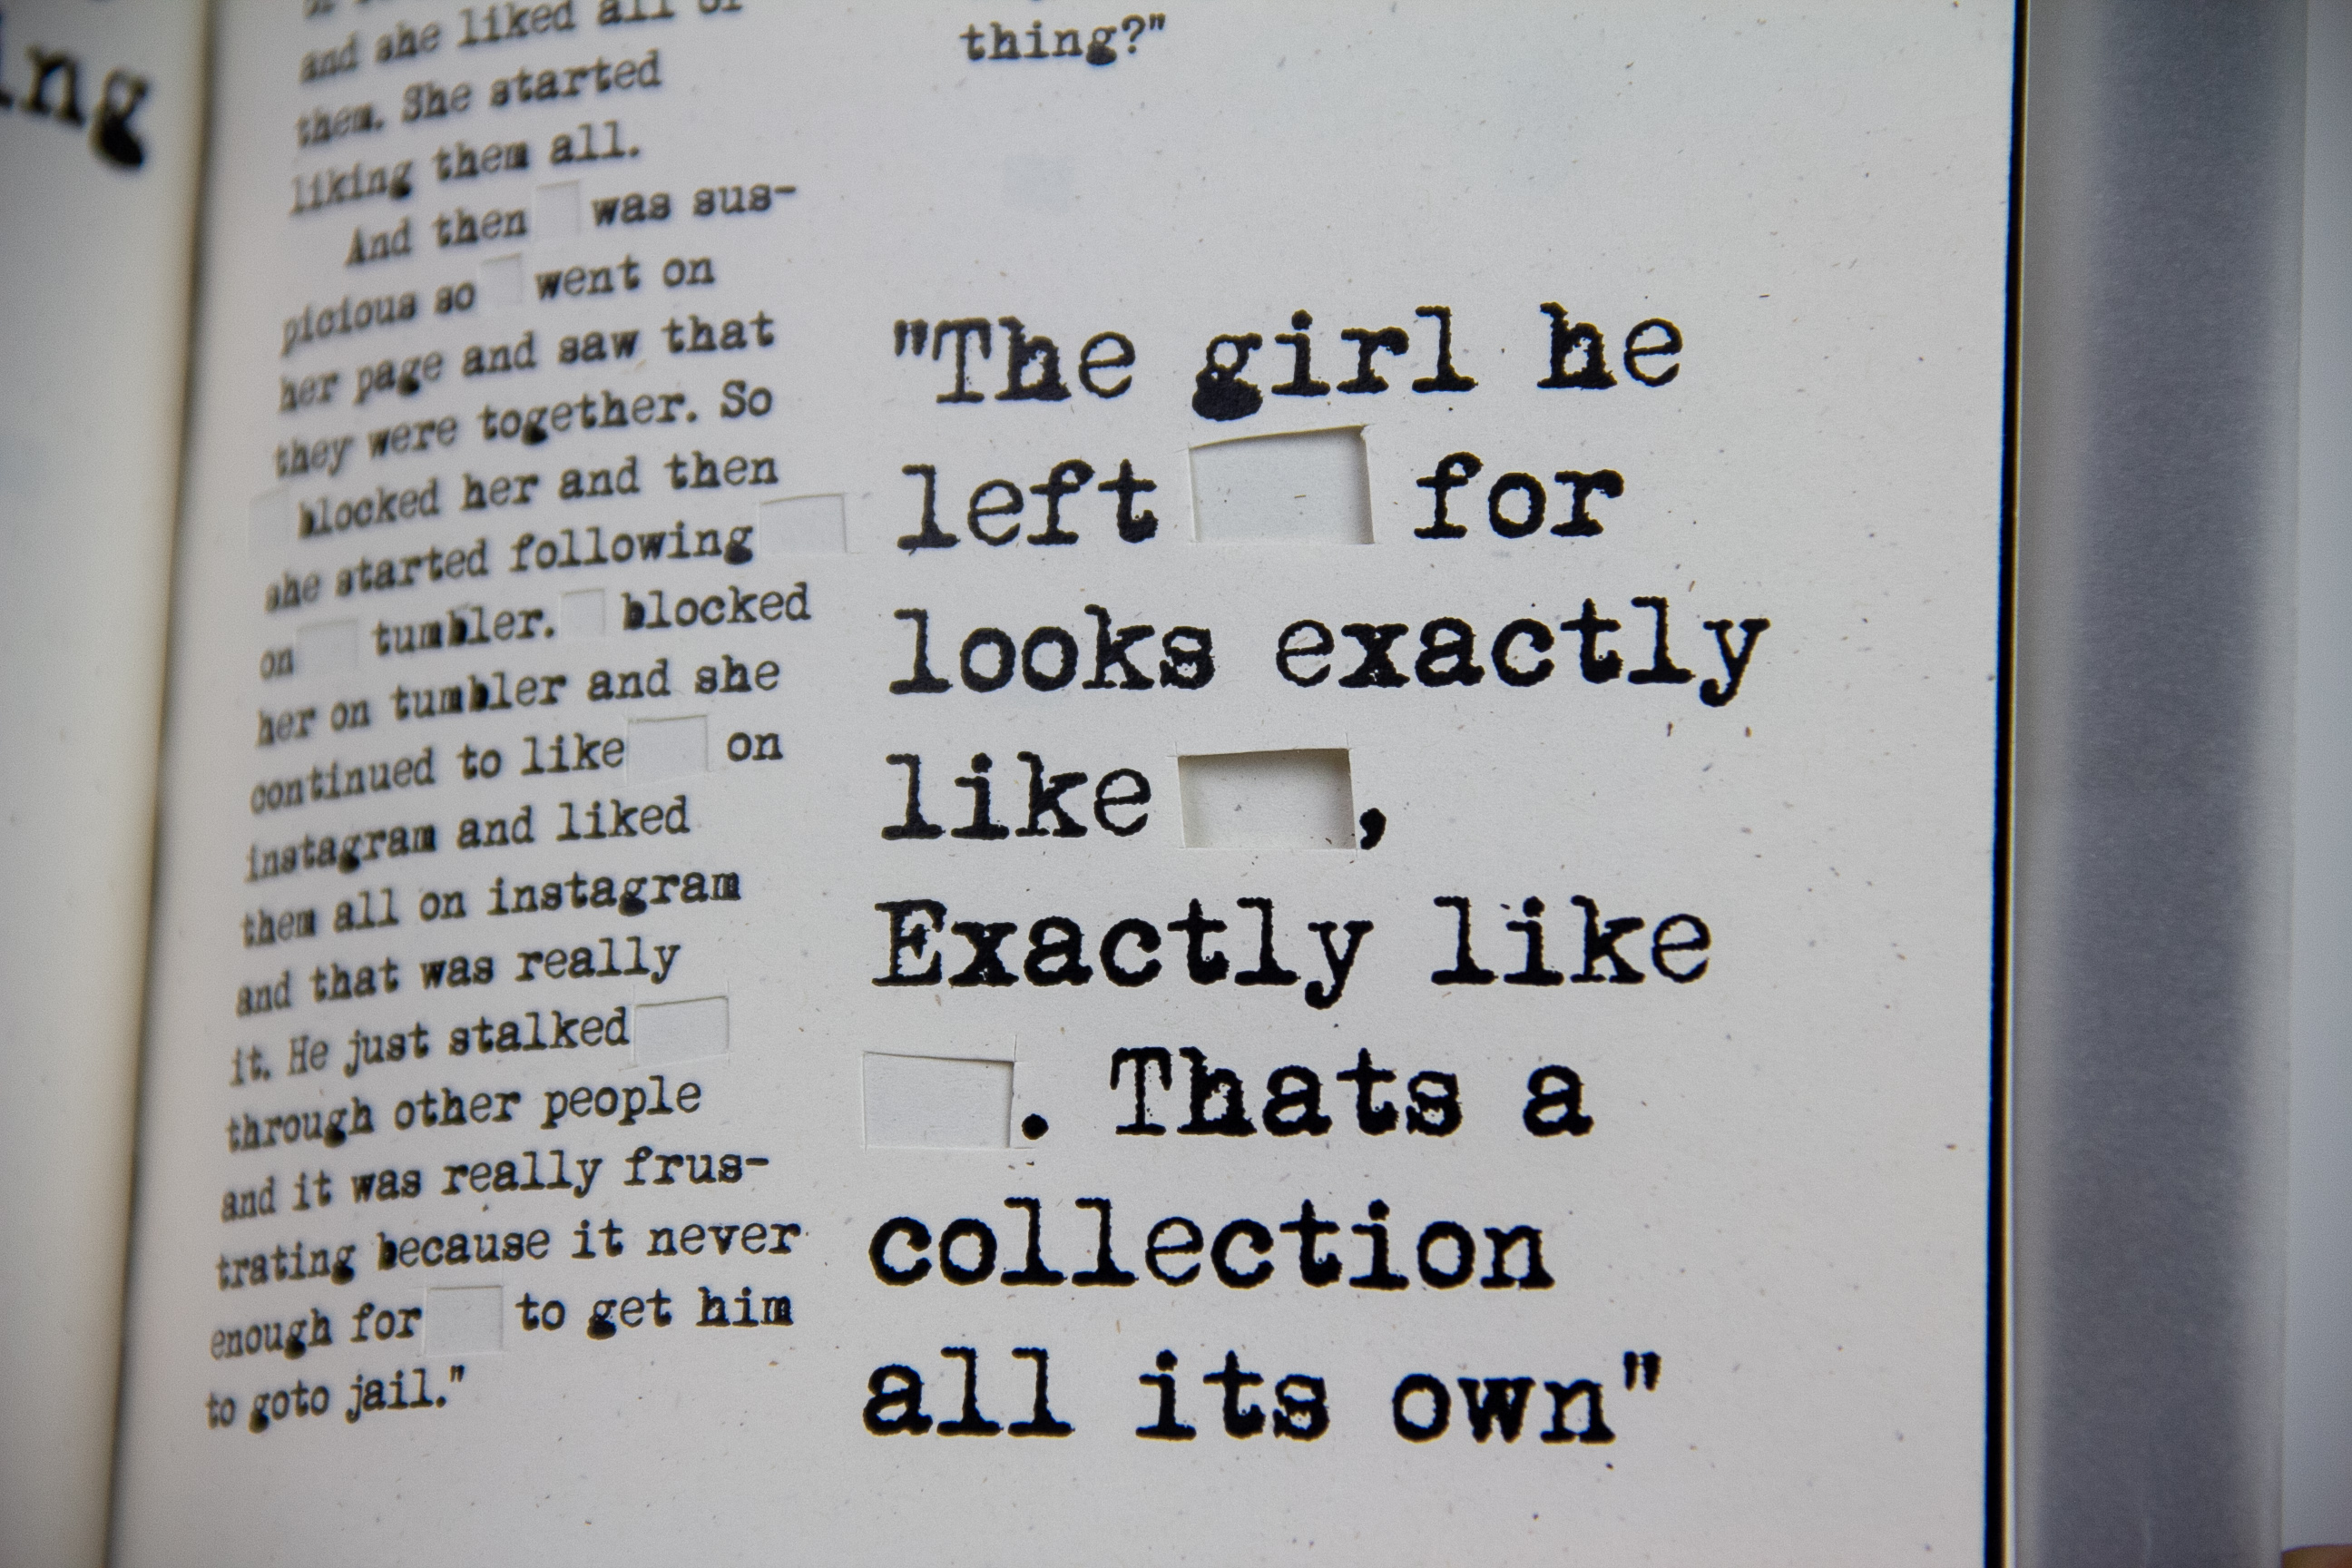 ing
and she liked all of
them. She started
liking them all.
And then was sus-
picious so went on
her page and saw that
they were together. So
blocked her and then
she started following
on tumbler. blocked
her on tumbler and she
continued to like on
instagram and liked
them all on instagram
and that was really
it. He just stalked
through other people
and it was really frus-
trating because it never
enough for to get him
to goto jail."
thing?"
"The girl he
left for
looks exactly
like ,
Exactly like
. Thats a
collection
all its own"